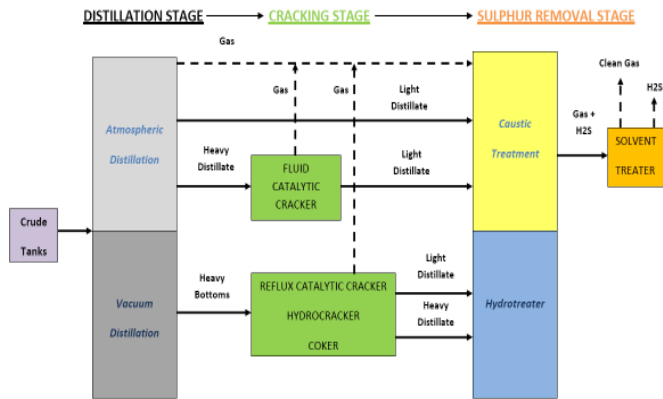 DISTILLATION STAGE
CRACKING STAGE
SULPHUR REMOVAL STAGE
Gas
Clean Gas
H2S
Gas
Gas
Light
Distillate
Gas +
H2S
Atmospheric
Distillation
Caustic
Treatment
SOLVENT
TREATER
Heavy
Distillate
FLUID
CATALYTIC
CRACKER
Light
Distillate
Crude
Tanks
Heavy
Bottoms
Light
Distillate
REFLUX CATALYTIC CRACKER
HYDROCRACKER
COKER
Heavy
Distillate
Vacuum
Distillation
Hydrotreater